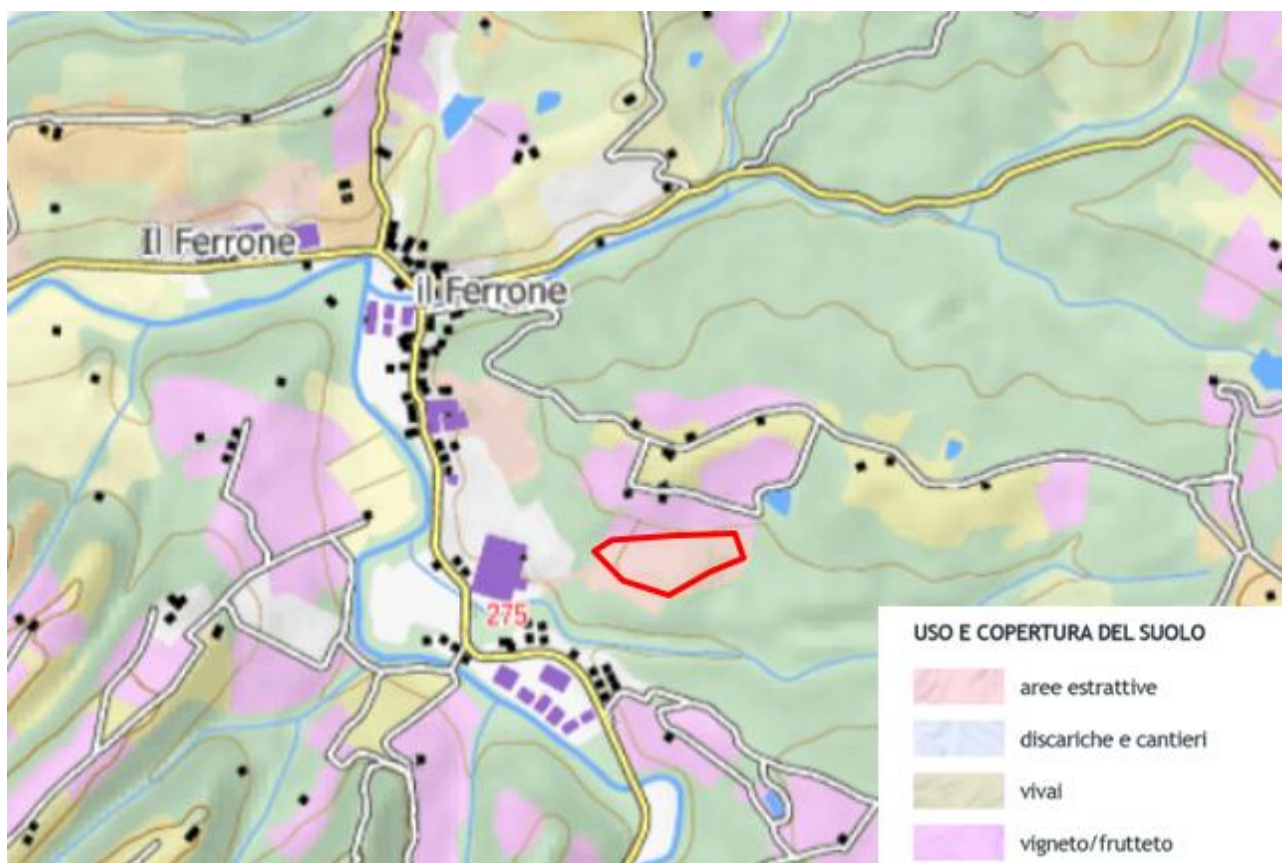 Il Ferrone
il Ferrone
275
USO E COPERTURA DEL SUOLO
aree estrattive
discariche e cantieri
vivai
vigneto/frutteto